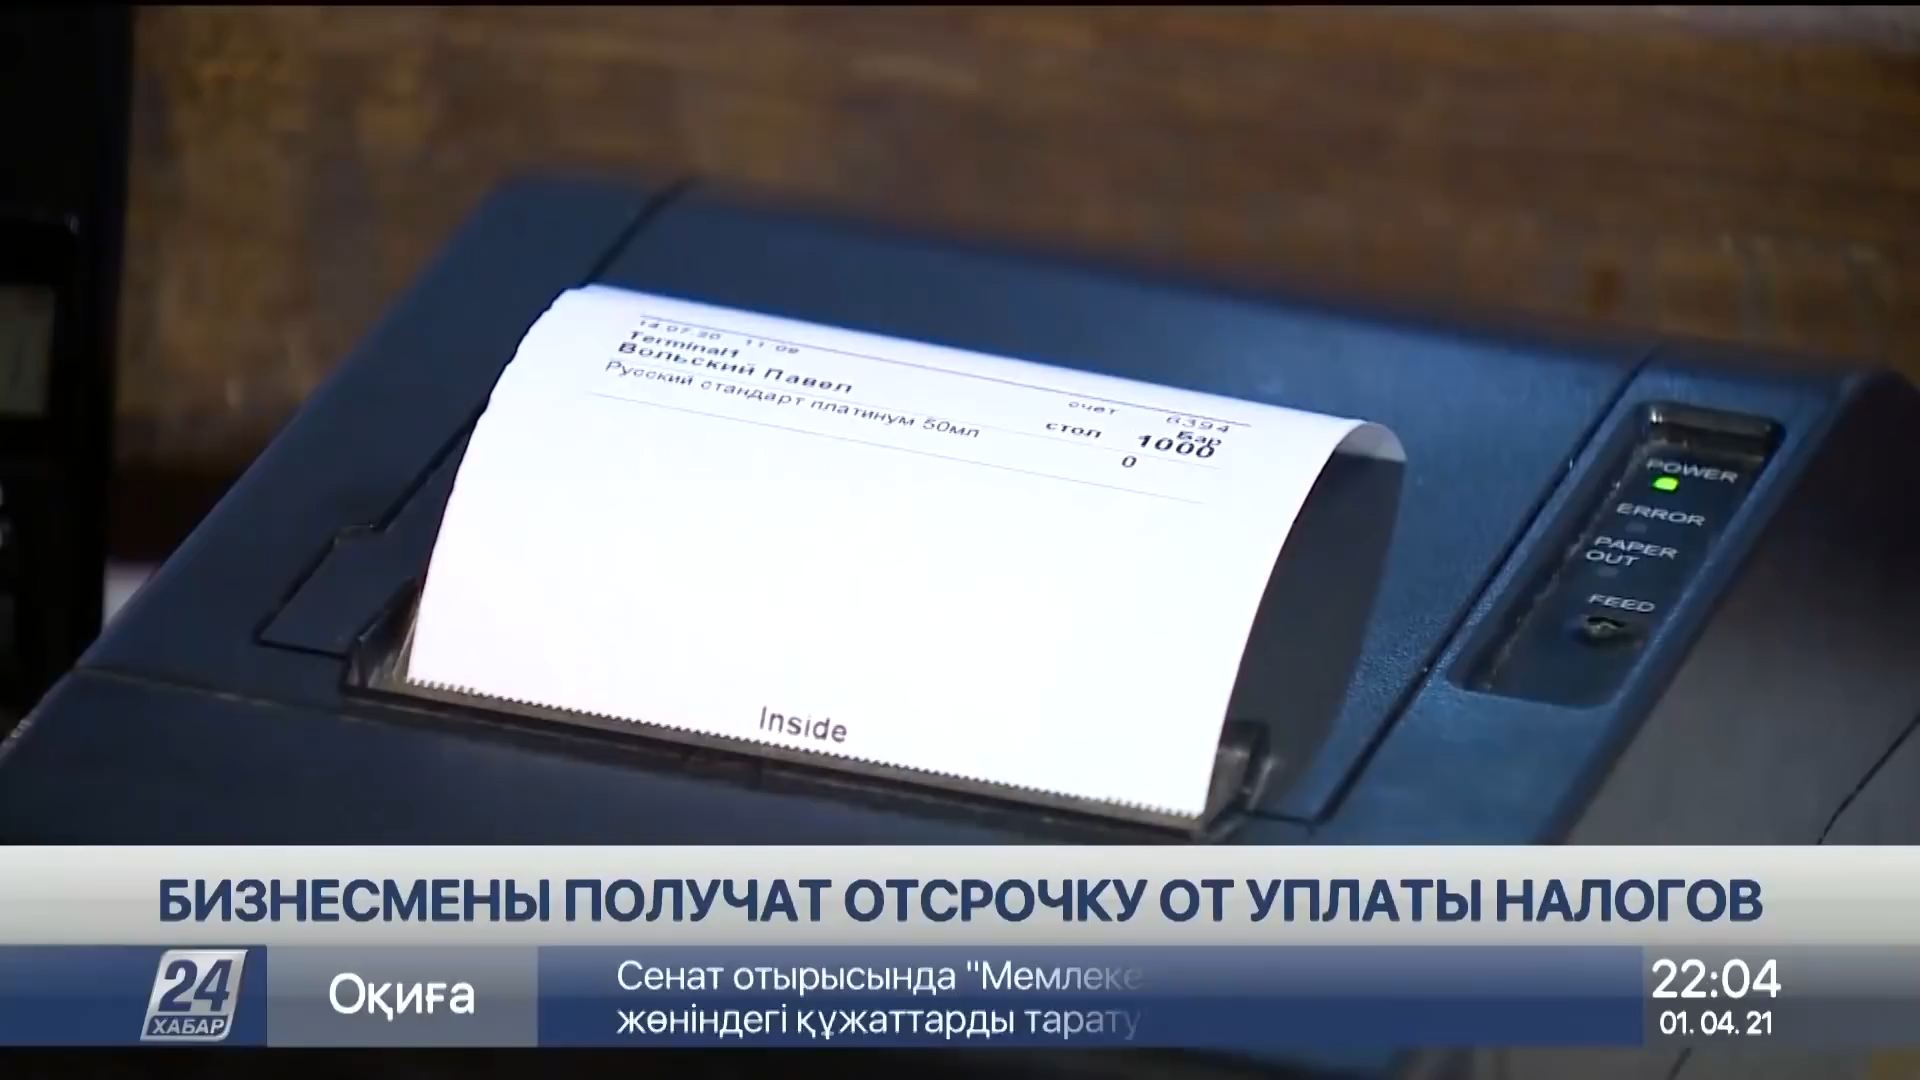 14.07.20 11:09
Terminal1
Вольский Павел
Русский стандарт платинум 50мл
счет 6394
стол Бар
1000
0
Inside
POWER
ERROR
PAPER
OUT
FEED
БИЗНЕСМЕНЫ ПОЛУЧАТ ОТСРОЧКУ ОТ УПЛАТЫ НАЛОГОВ
24
ХАБАР
Оқиға
Сенат отырысында "Мемлеке
жөніндегі құжаттарды тарату
22:04
01. 04. 21